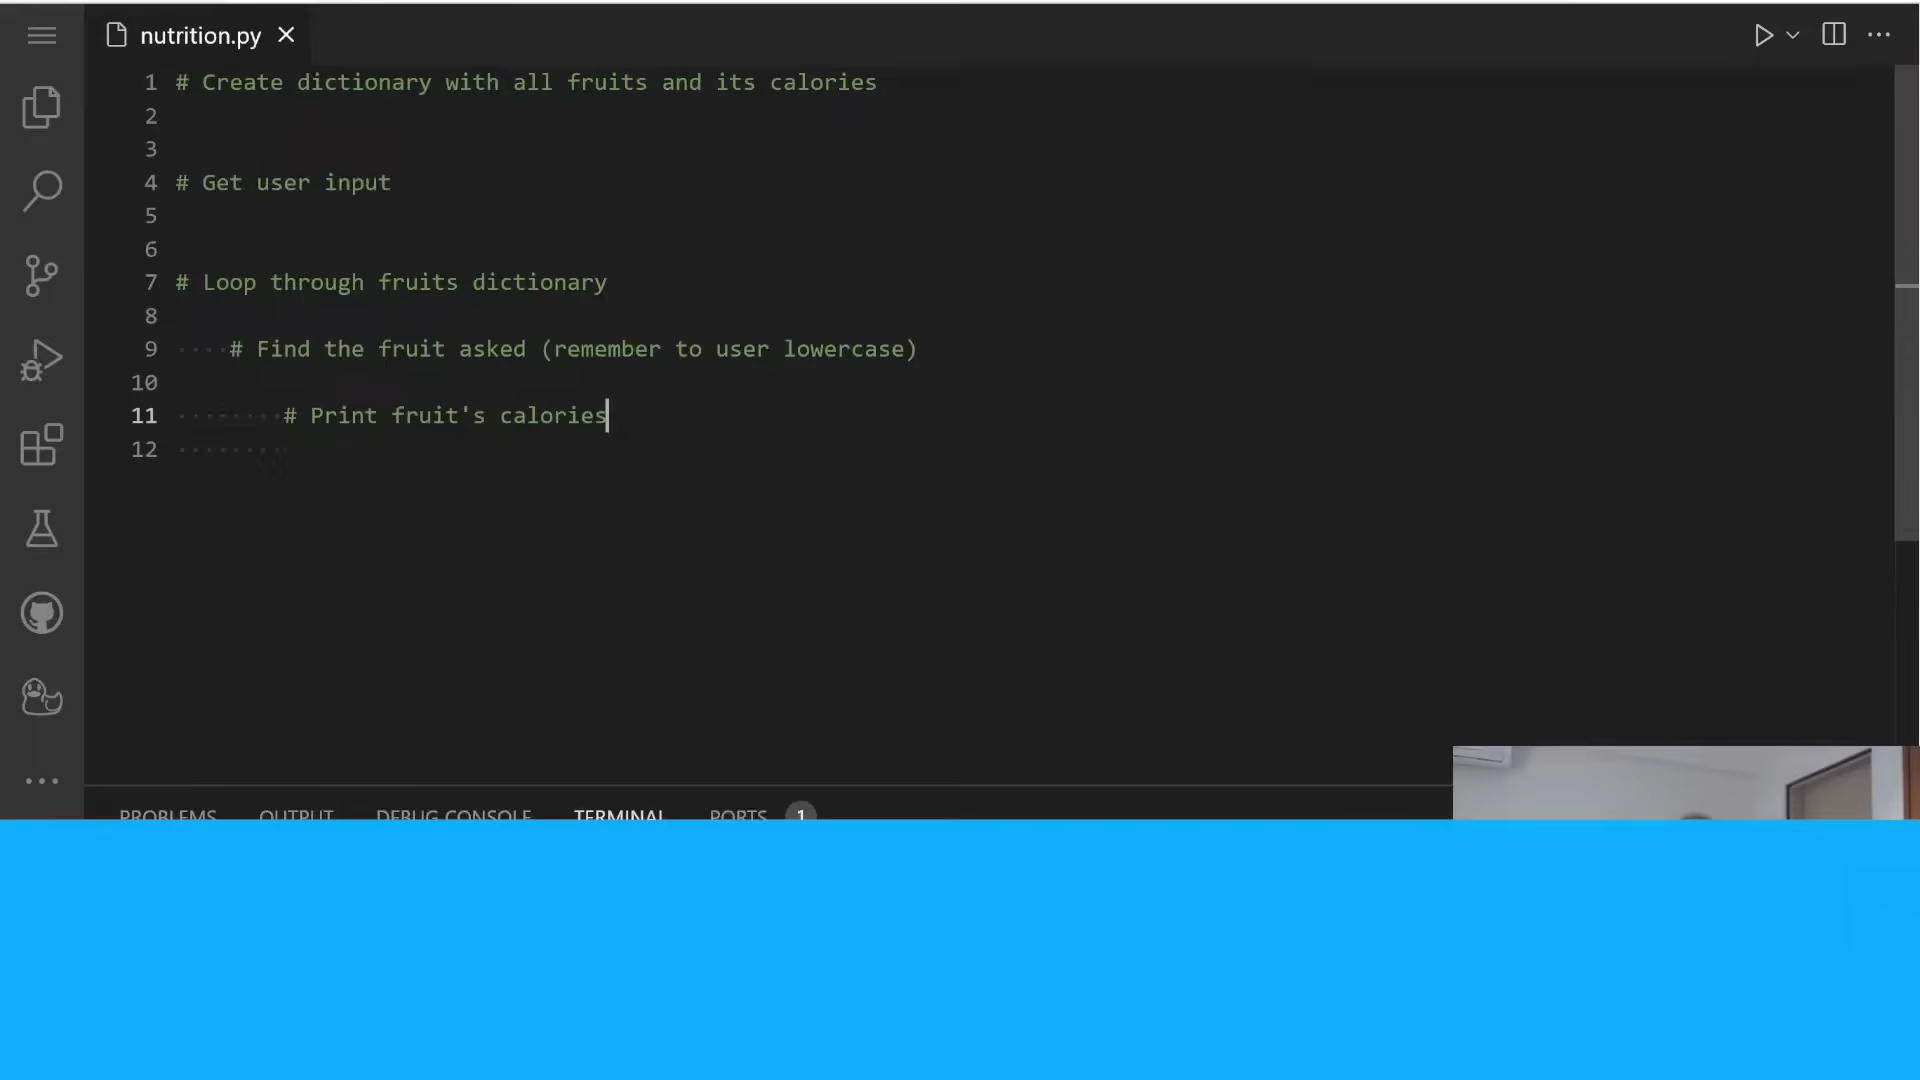 nutrition.py
1 # Create dictionary with all fruits and its calories
2
3
4 # Get user input
5
6
7 # Loop through fruits dictionary
8
9 # Find the fruit asked (remember to user lowercase)
10
11 # Print fruit's calories
12
PROBLEMS OUTPUT DEBUG CONSOLE TERMINAL PORTS 1